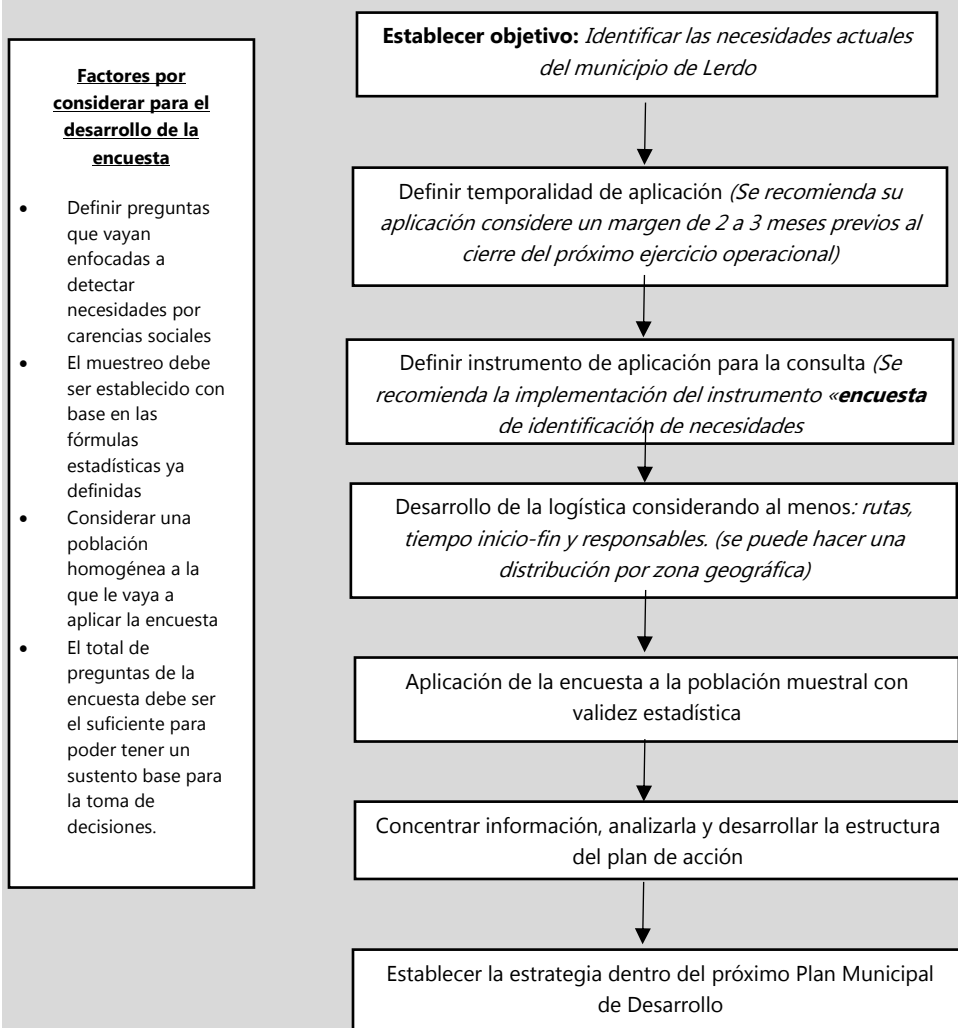 Factores por
considerar para el
desarrollo de la
encuesta
• Definir preguntas
que vayan
enfocadas a
detectar
necesidades por
carencias sociales
• El muestreo debe
ser establecido con
base en las
fórmulas
estadísticas ya
definidas
• Considerar una
población
homogénea a la
que le vaya a
aplicar la encuesta
• El total de
preguntas de la
encuesta debe ser
el suficiente para
poder tener un
sustento base para
la toma de
decisiones.
Establecer objetivo: Identificar las necesidades actuales
del municipio de Lerdo
Definir temporalidad de aplicación (Se recomienda su
aplicación considere un margen de 2 a 3 meses previos al
cierre del próximo ejercicio operacional)
Definir instrumento de aplicación para la consulta (Se
recomienda la implementación del instrumento «encuesta
de identificación de necesidades
Desarrollo de la logística considerando al menos: rutas,
tiempo inicio-fin y responsables. (se puede hacer una
distribución por zona geográfica)
Aplicación de la encuesta a la población muestral con
validez estadística
Concentrar información, analizarla y desarrollar la estructura
del plan de acción
Establecer la estrategia dentro del próximo Plan Municipal
de Desarrollo